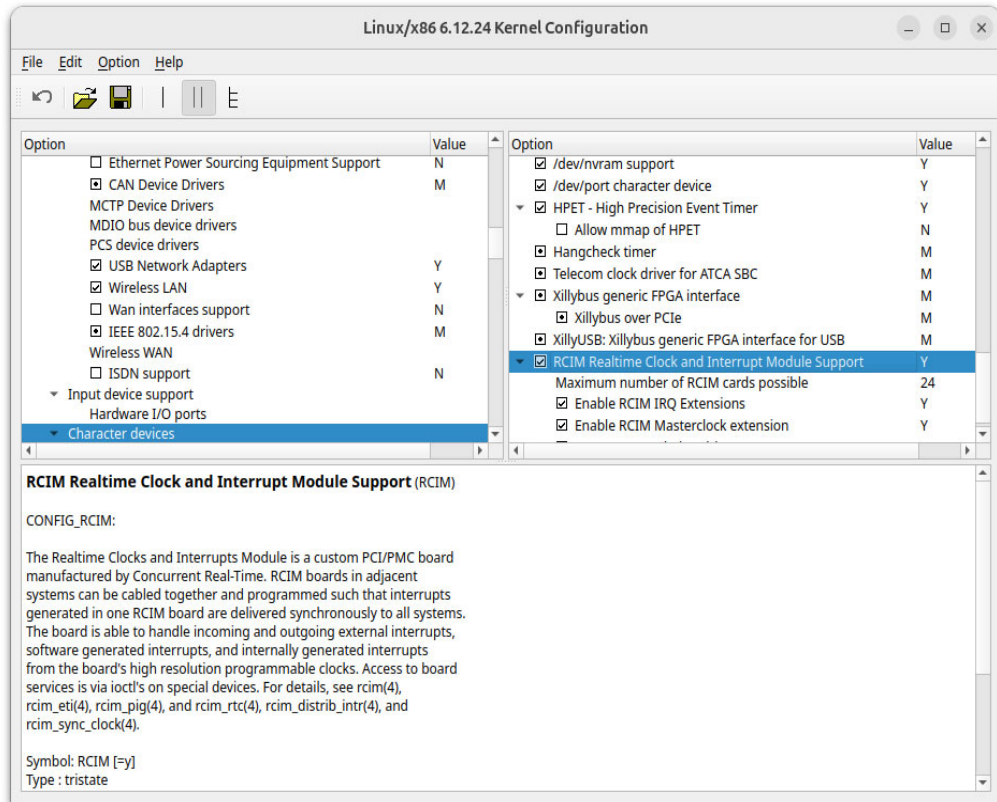 Linux/x86 6.12.24 Kernel Configuration
File Edit Option Help
Option Value
Ethernet Power Sourcing Equipment Support N
CAN Device Drivers M
MCTP Device Drivers
MDIO bus device drivers
PCS device drivers
USB Network Adapters Y
Wireless LAN Y
Wan interfaces support N
IEEE 802.15.4 drivers M
Wireless WAN
ISDN support N
Input device support
Hardware I/O ports
Character devices
Option Value
/dev/nvram support Y
/dev/port character device Y
HPET - High Precision Event Timer Y
Allow mmap of HPET N
Hangcheck timer M
Telecom clock driver for ATCA SBC M
Xillybus generic FPGA interface M
Xillybus over PCIe M
XillyUSB: Xillybus generic FPGA interface for USB M
RCIM Realtime Clock and Interrupt Module Support Y
Maximum number of RCIM cards possible 24
Enable RCIM IRQ Extensions Y
Enable RCIM Masterclock extension Y
RCIM Realtime Clock and Interrupt Module Support (RCIM)
CONFIG_RCIM:
The Realtime Clocks and Interrupts Module is a custom PCI/PMC board
manufactured by Concurrent Real-Time. RCIM boards in adjacent
systems can be cabled together and programmed such that interrupts
generated in one RCIM board are delivered synchronously to all systems.
The board is able to handle incoming and outgoing external interrupts,
software generated interrupts, and internally generated interrupts
from the board's high resolution programmable clocks. Access to board
services is via ioctl's on special devices. For details, see rcim(4),
rcim_eti(4), rcim_pig(4), and rcim_rtc(4), rcim_distrib_intr(4), and
rcim_sync_clock(4).
Symbol: RCIM [=y]
Type : tristate